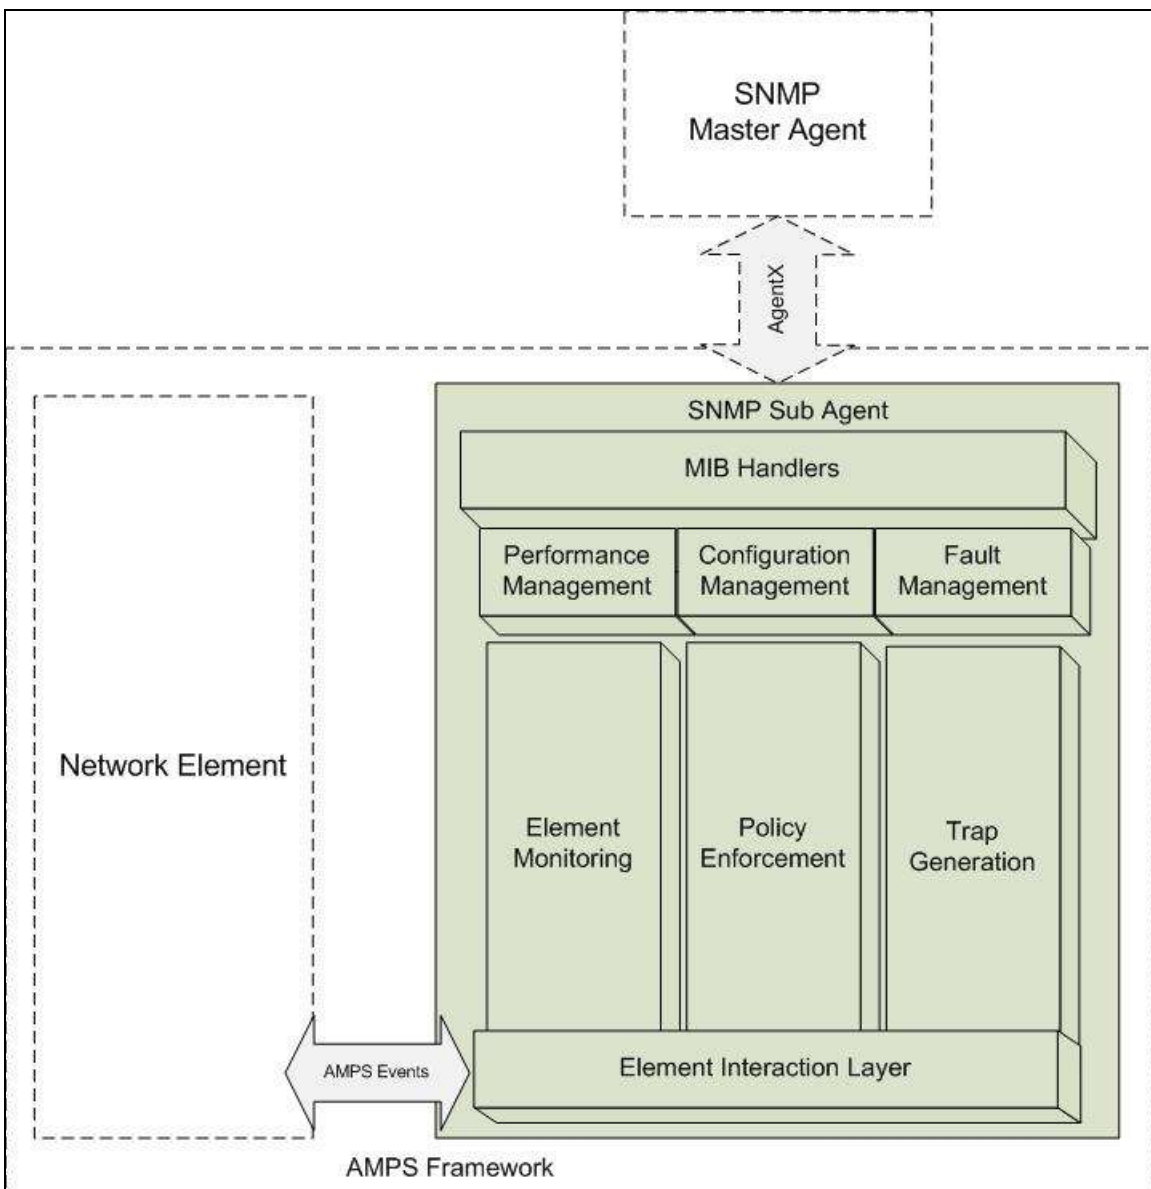 SNMP
Master Agent
AgentX
SNMP Sub Agent
MIB Handlers
Performance
Management
Configuration
Management
Fault
Management
Network Element
Element
Monitoring
Policy
Enforcement
Trap
Generation
AMPS Events
Element Interaction Layer
AMPS Framework